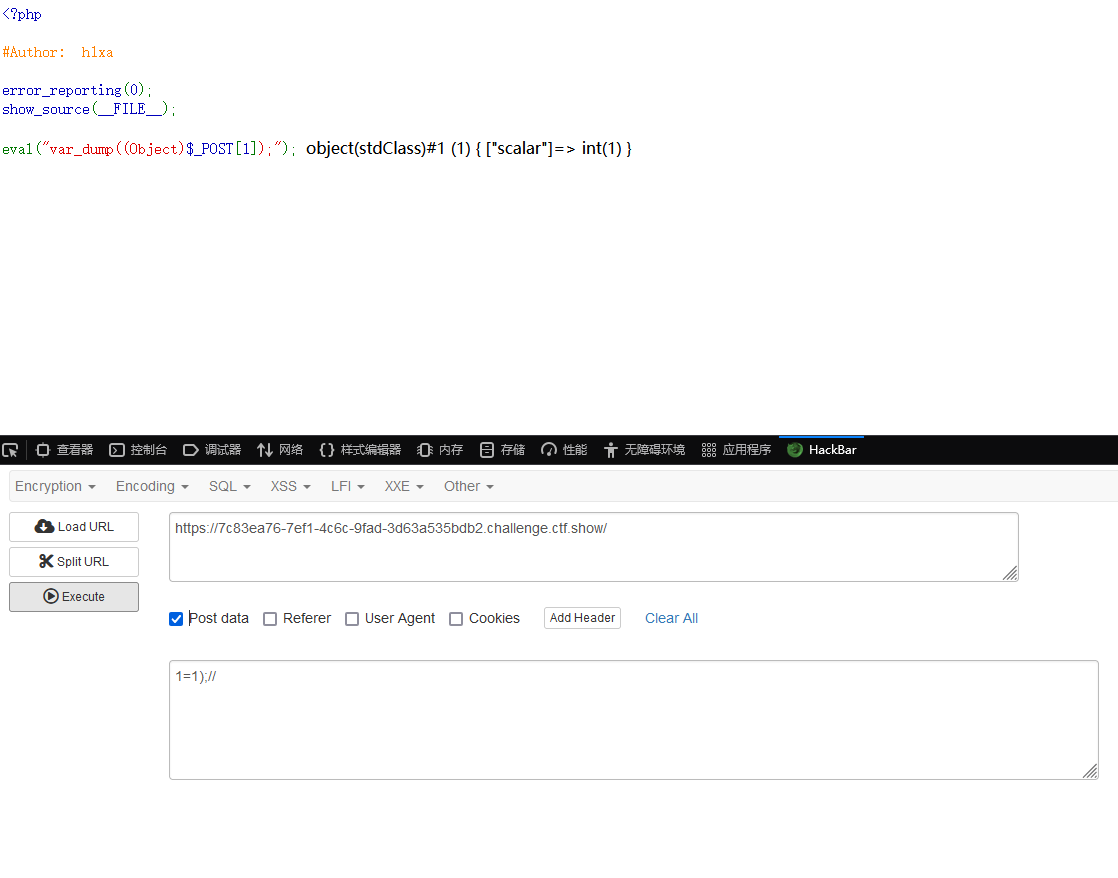 <?php
#Author:  h1xa
error_reporting(0);
show_source(__FILE__);
eval("var_dump((Object)$_POST[1]);"); object(stdClass)#1 (1) { ["scalar"]=> int(1) }
查看器 控制台 调试器 网络 样式编辑器 内存 存储 性能 无障碍环境 应用程序 HackBar
Encryption Encoding SQL XSS LFI XXE Other
Load URL
https://7c83ea76-7ef1-4c6c-9fad-3d63a535bdb2.challenge.ctf.show/
Split URL
Execute
Post data Referer User Agent Cookies Add Header Clear All
1=1);//